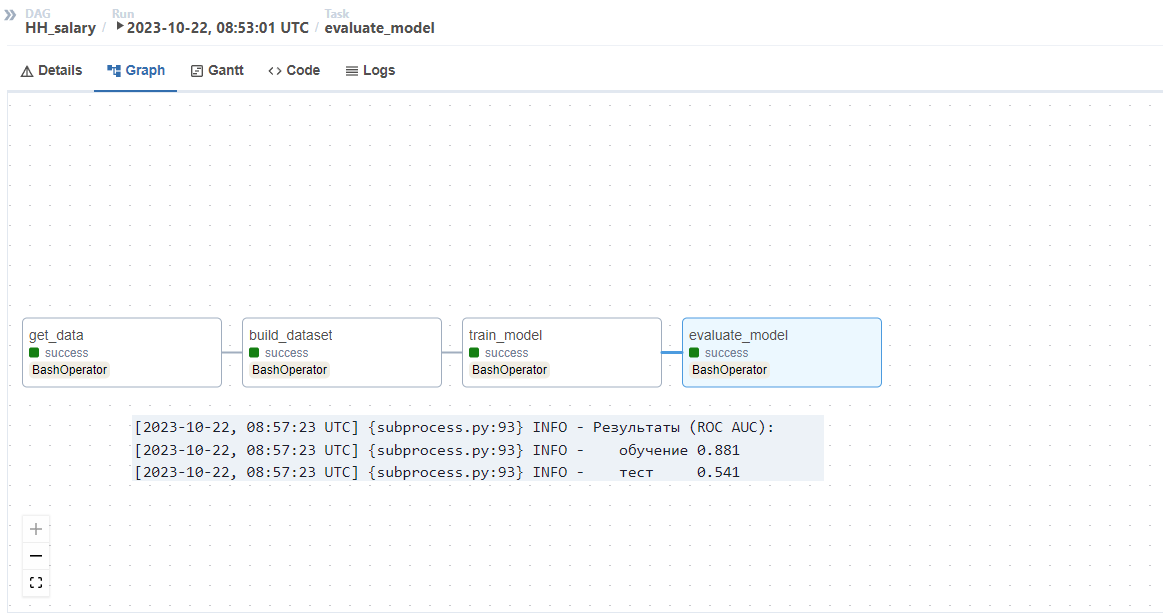 DAG Run Task
HH_salary / 2023-10-22, 08:53:01 UTC / evaluate_model
Details Graph Gantt Code Logs
get_data
success
BashOperator
build_dataset
success
BashOperator
train_model
success
BashOperator
evaluate_model
success
BashOperator
[2023-10-22, 08:57:23 UTC] {subprocess.py:93} INFO - Результаты (ROC AUC):
[2023-10-22, 08:57:23 UTC] {subprocess.py:93} INFO - обучение 0.881
[2023-10-22, 08:57:23 UTC] {subprocess.py:93} INFO - тест 0.541